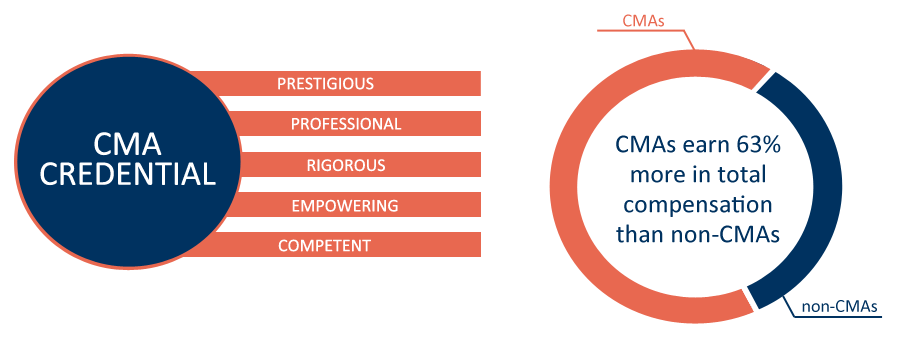 CMA
CREDENTIAL
PRESTIGIOUS
PROFESSIONAL
RIGOROUS
EMPOWERING
COMPETENT
CMAs
CMAs earn 63%
more in total
compensation
than non-CMAs
non-CMAs